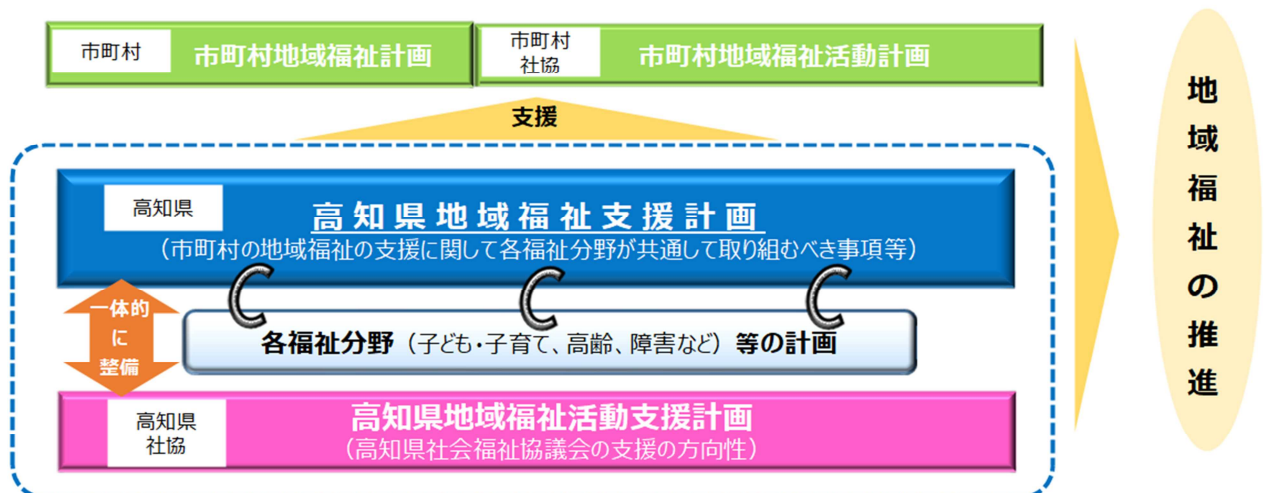 市町村
市町村地域福祉計画
市町村
社協
市町村地域福祉活動計画
支援
高知県
高知県地域福祉支援計画
（市町村の地域福祉の支援に関して各福祉分野が共通して取り組むべき事項等）
一体的
に
整備
各福祉分野（子ども・子育て、高齢、障害など）等の計画
高知県
社協
高知県地域福祉活動支援計画
（高知県社会福祉協議会の支援の方向性）
地域福祉の推進